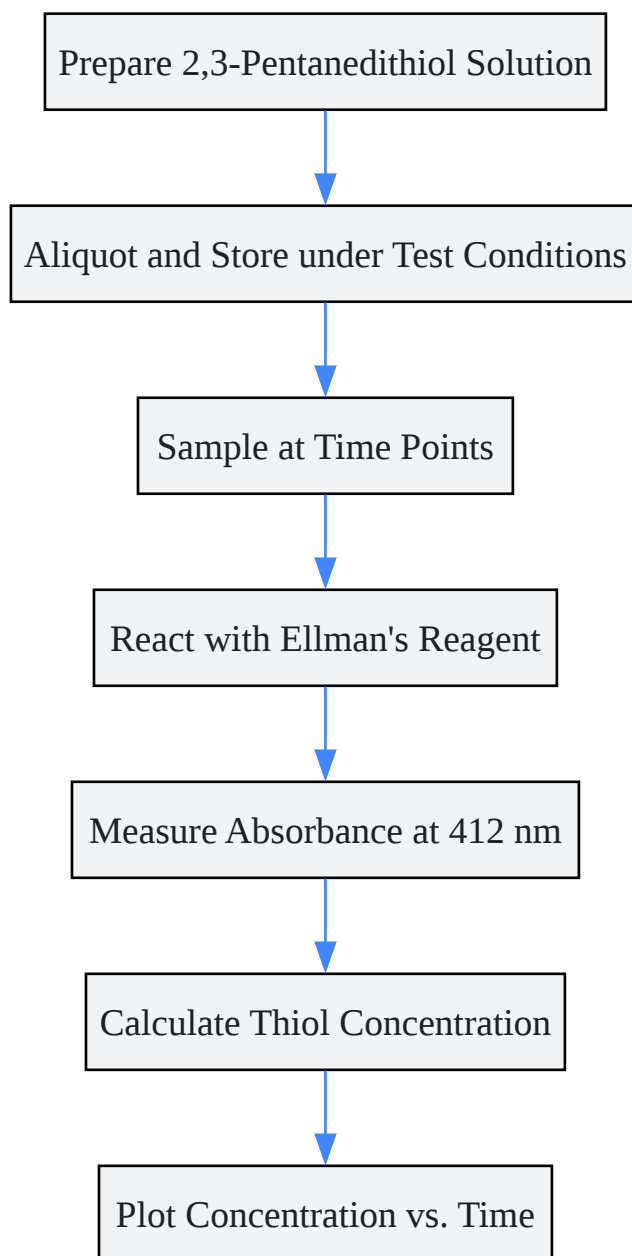 Prepare 2,3-Pentanedithiol Solution
Aliquot and Store under Test Conditions
Sample at Time Points
React with Ellman's Reagent
Measure Absorbance at 412 nm
Calculate Thiol Concentration
Plot Concentration vs. Time